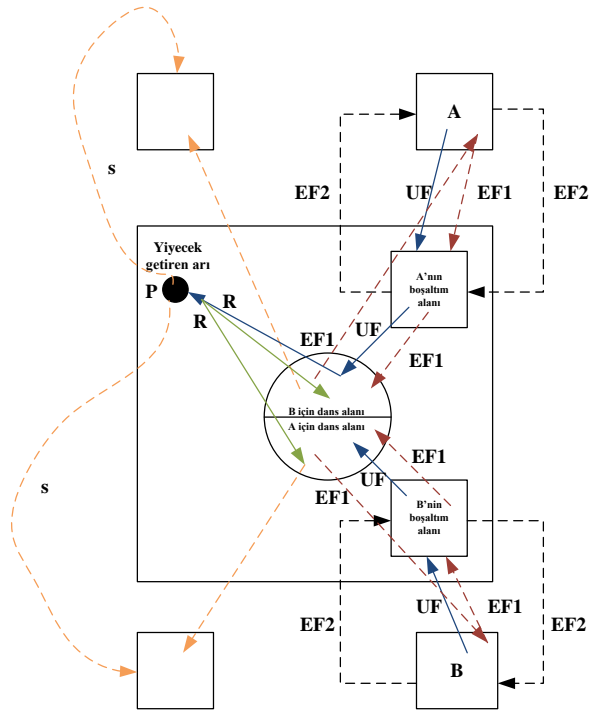 A
s
EF2
UF
EF1
EF2
Yiyecek
getiren arı
P
R
R
A'nın
boşaltım
alanı
EF1
UF
EF1
B için dans alanı
A için dans alanı
EF1
s
UF
EF1
B'nin
boşaltım
alanı
UF
EF1
EF2
EF2
B